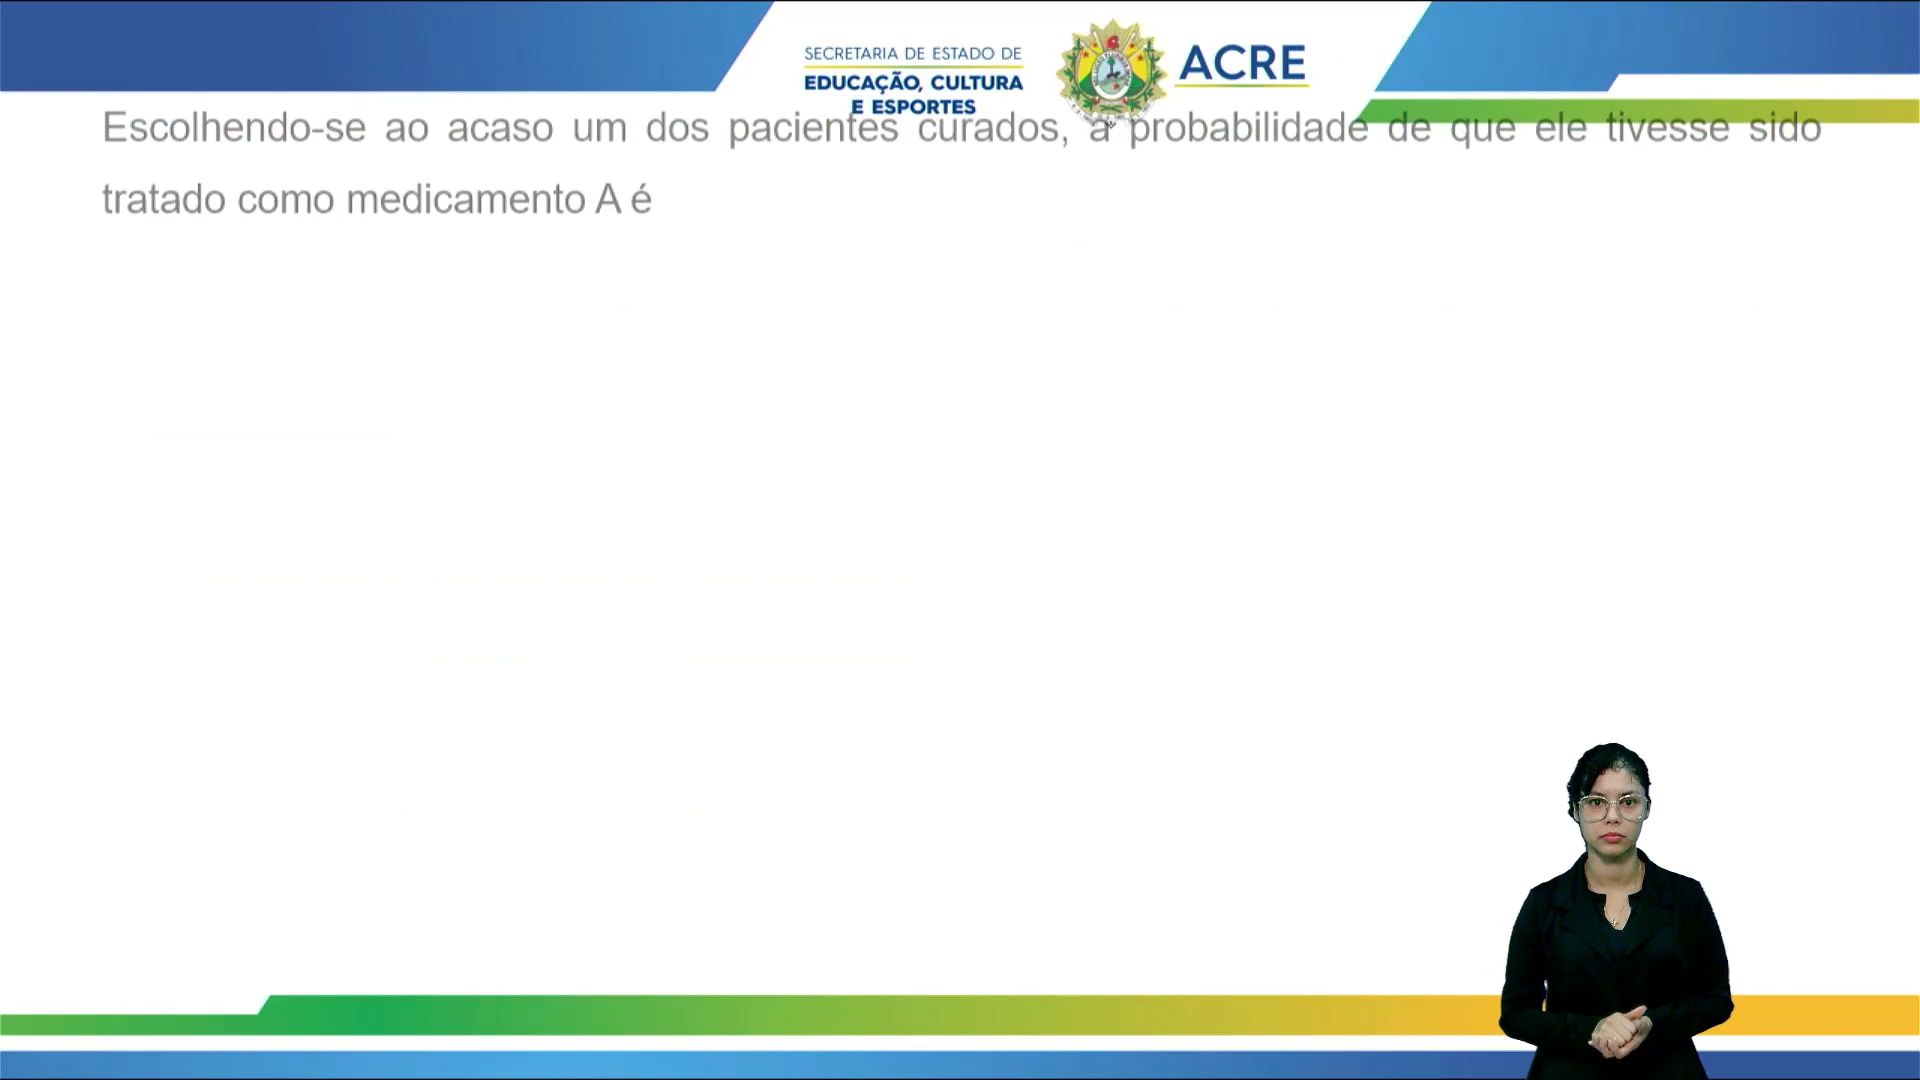 SECRETARIA DE ESTADO DE
EDUCAÇÃO, CULTURA
E ESPORTES
ACRE
Escolhendo-se ao acaso um dos pacientes curados, a probabilidade de que ele tivesse sido
tratado como medicamento A é